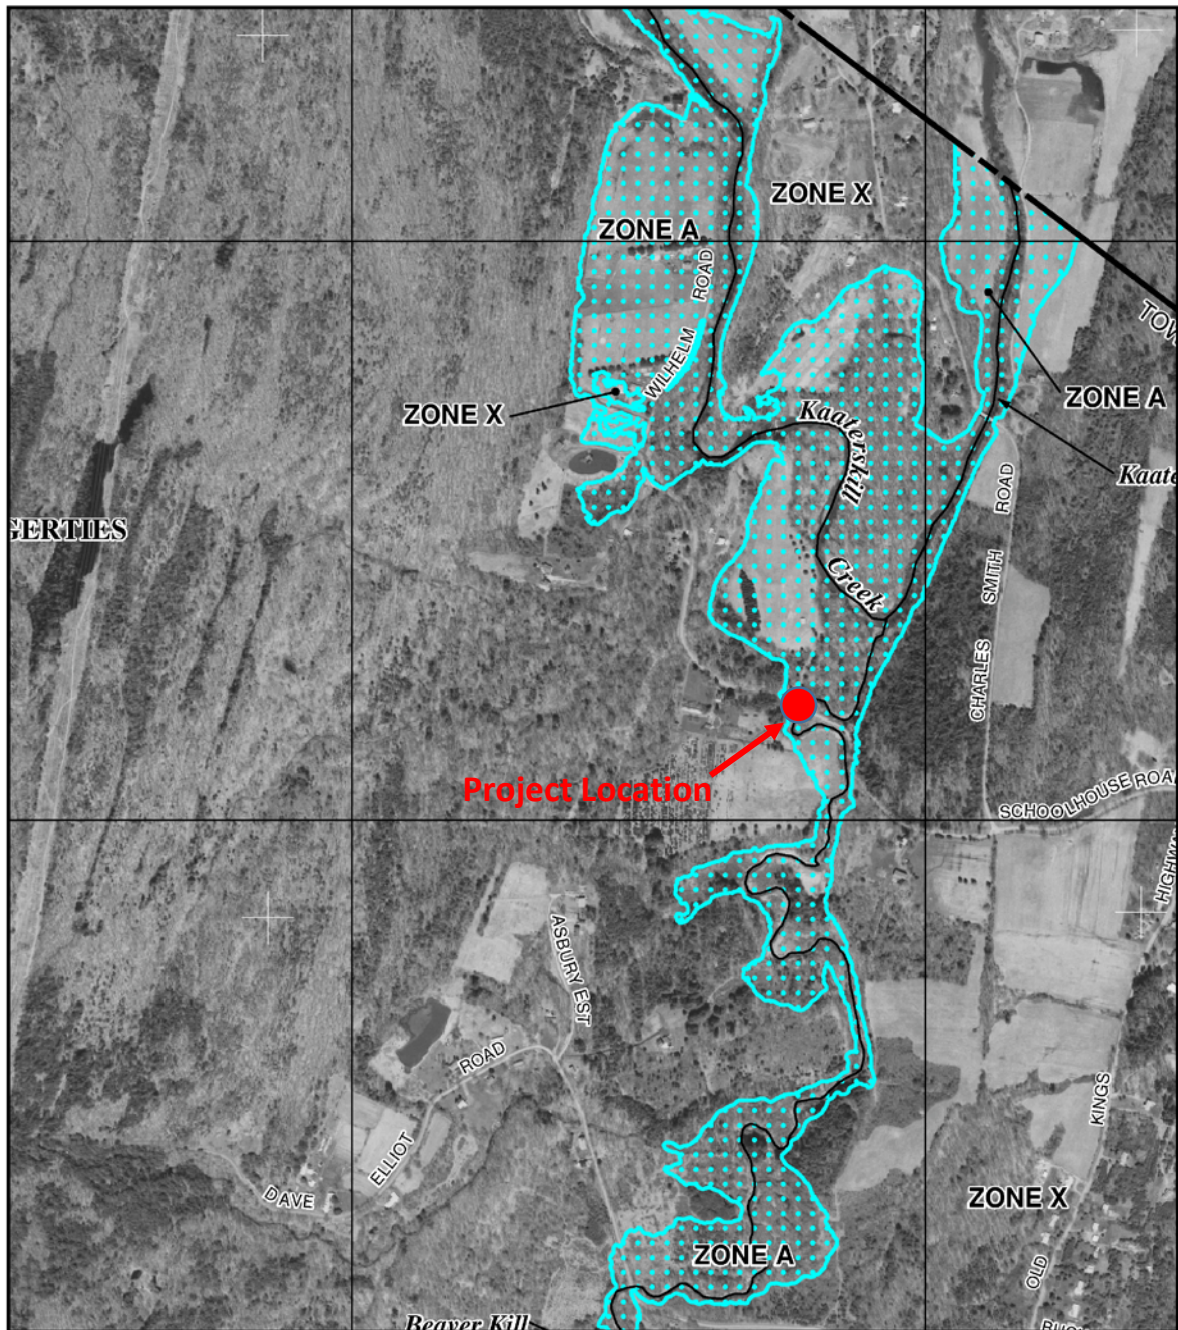 ZONE X
ZONE A
ROAD
WILHELM
TOW
ZONE A
ZONE X
Kaaterskill
Creek
Kaate
GERTIES
ROAD
SMITH
CHARLES
Project Location
SCHOOLHOUSE ROA
HIGHW
ASBURY EST
ROAD
ELLIOT
DAVE
KINGS
OLD
ZONE X
ZONE A
Beaver Kill